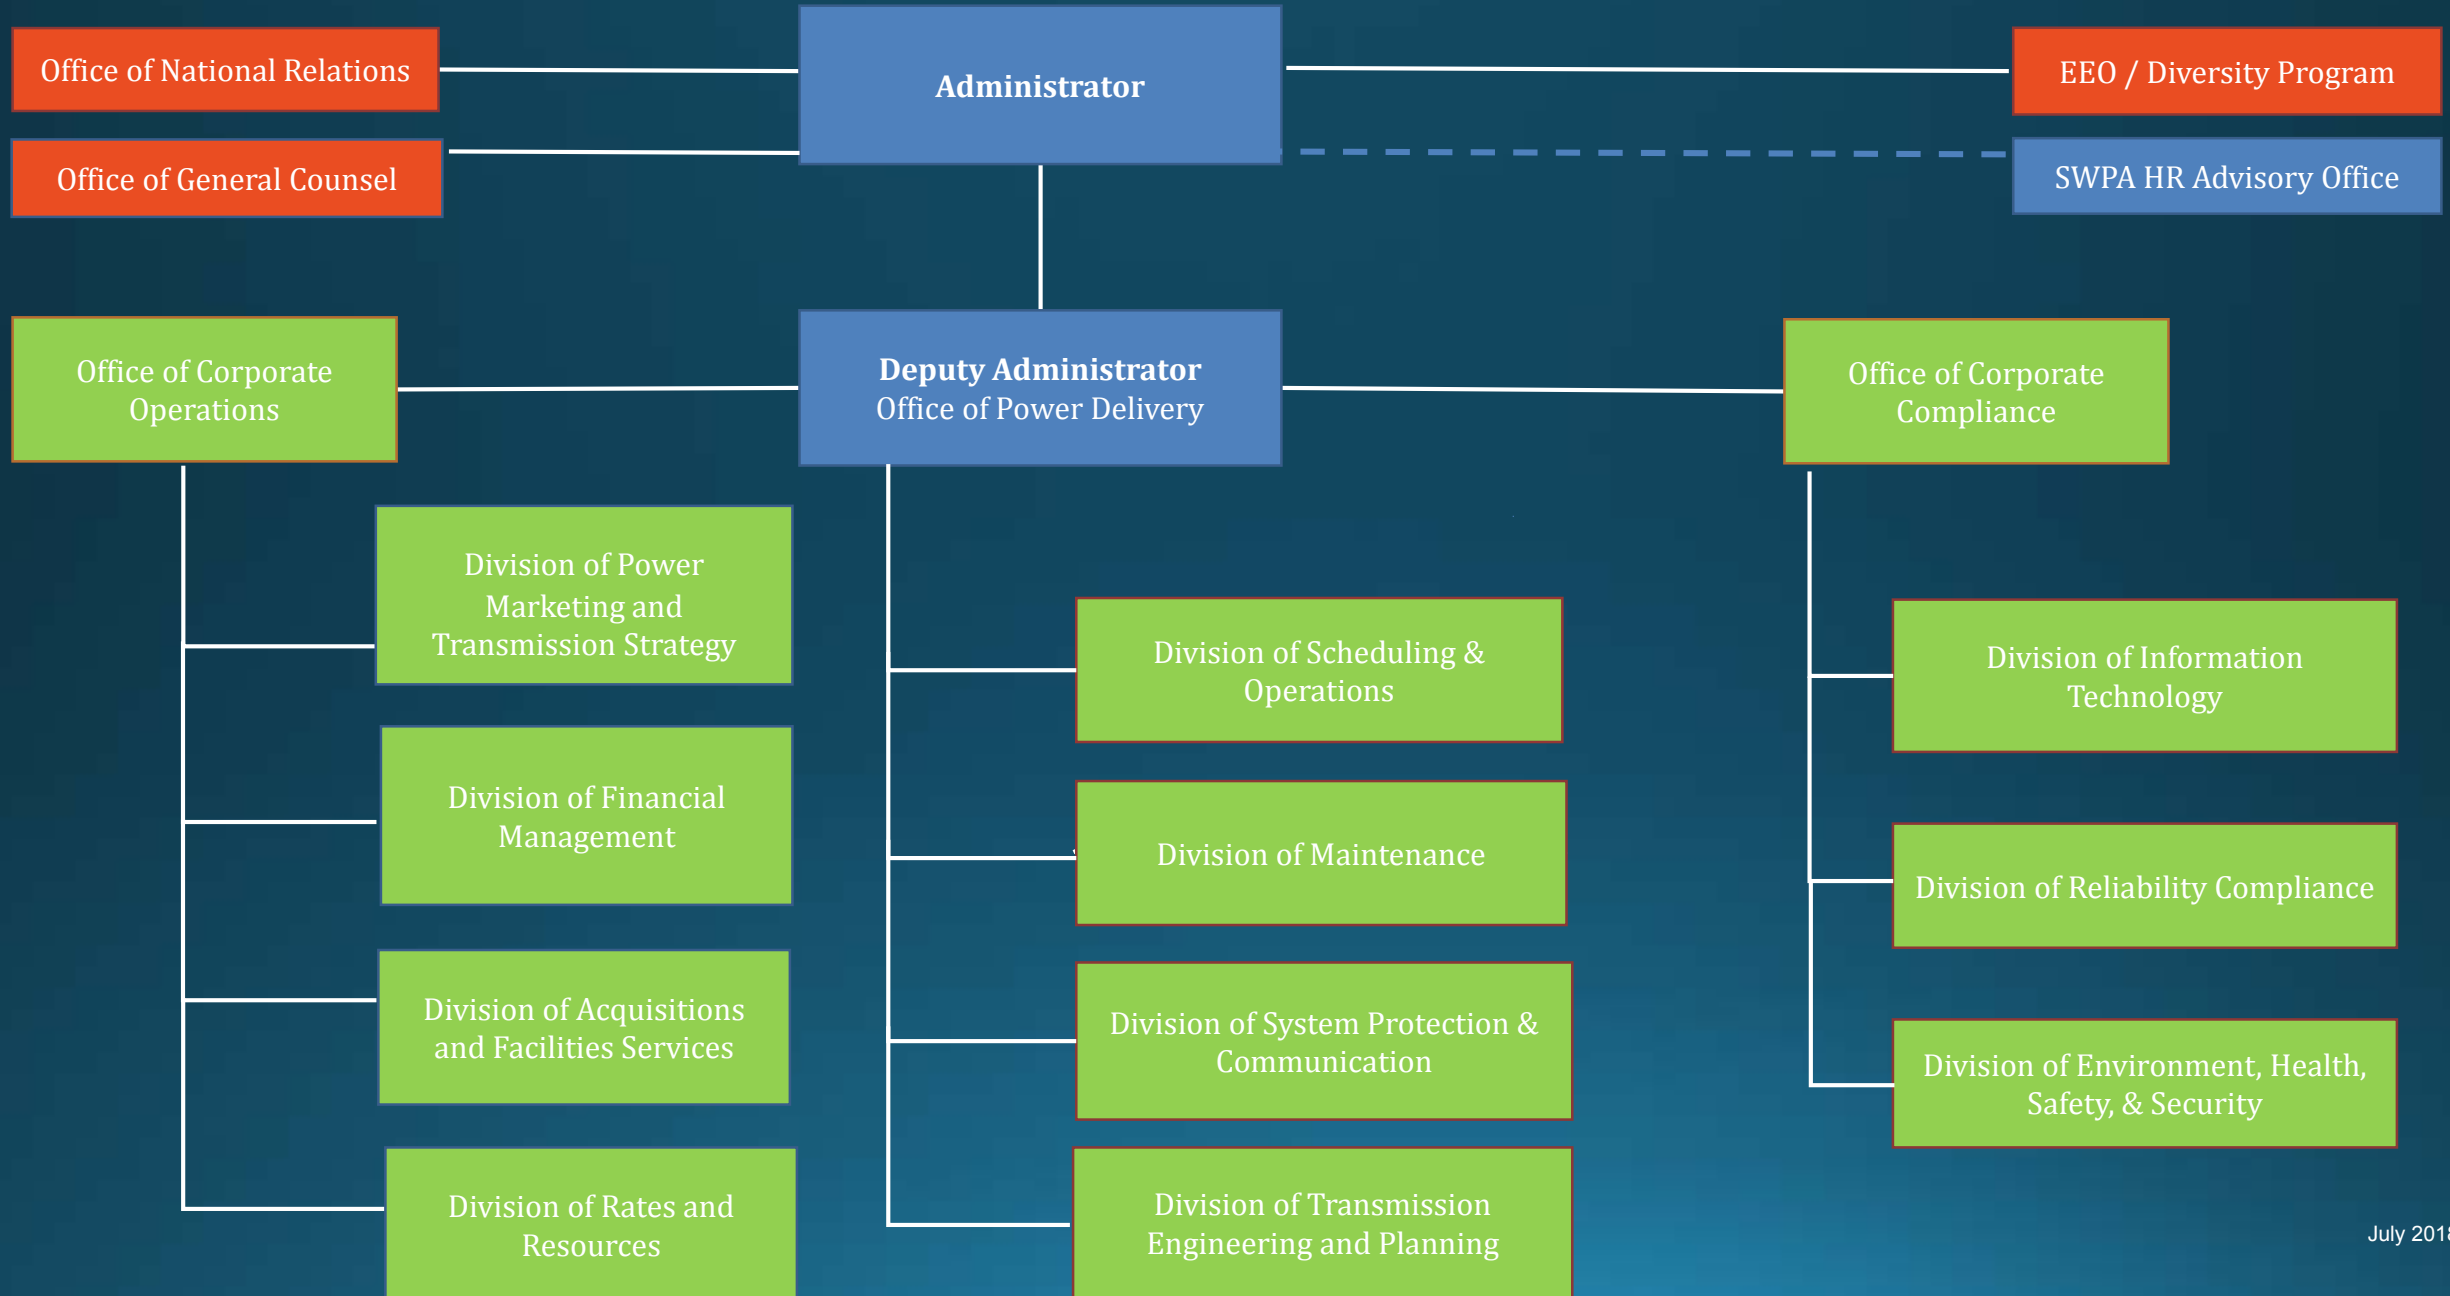 Office of National Relations
Administrator
EEO / Diversity Program
Office of General Counsel
SWPA HR Advisory Office
Office of Corporate
Operations
Deputy Administrator
Office of Power Delivery
Office of Corporate
Compliance
Division of Power
Marketing and
Transmission Strategy
Division of Financial
Management
Division of Acquisitions
and Facilities Services
Division of Rates and
Resources
Division of Scheduling &
Operations
Division of Maintenance
Division of System Protection &
Communication
Division of Transmission
Engineering and Planning
Division of Information
Technology
Division of Reliability Compliance
Division of Environment, Health,
Safety, & Security
July 2018